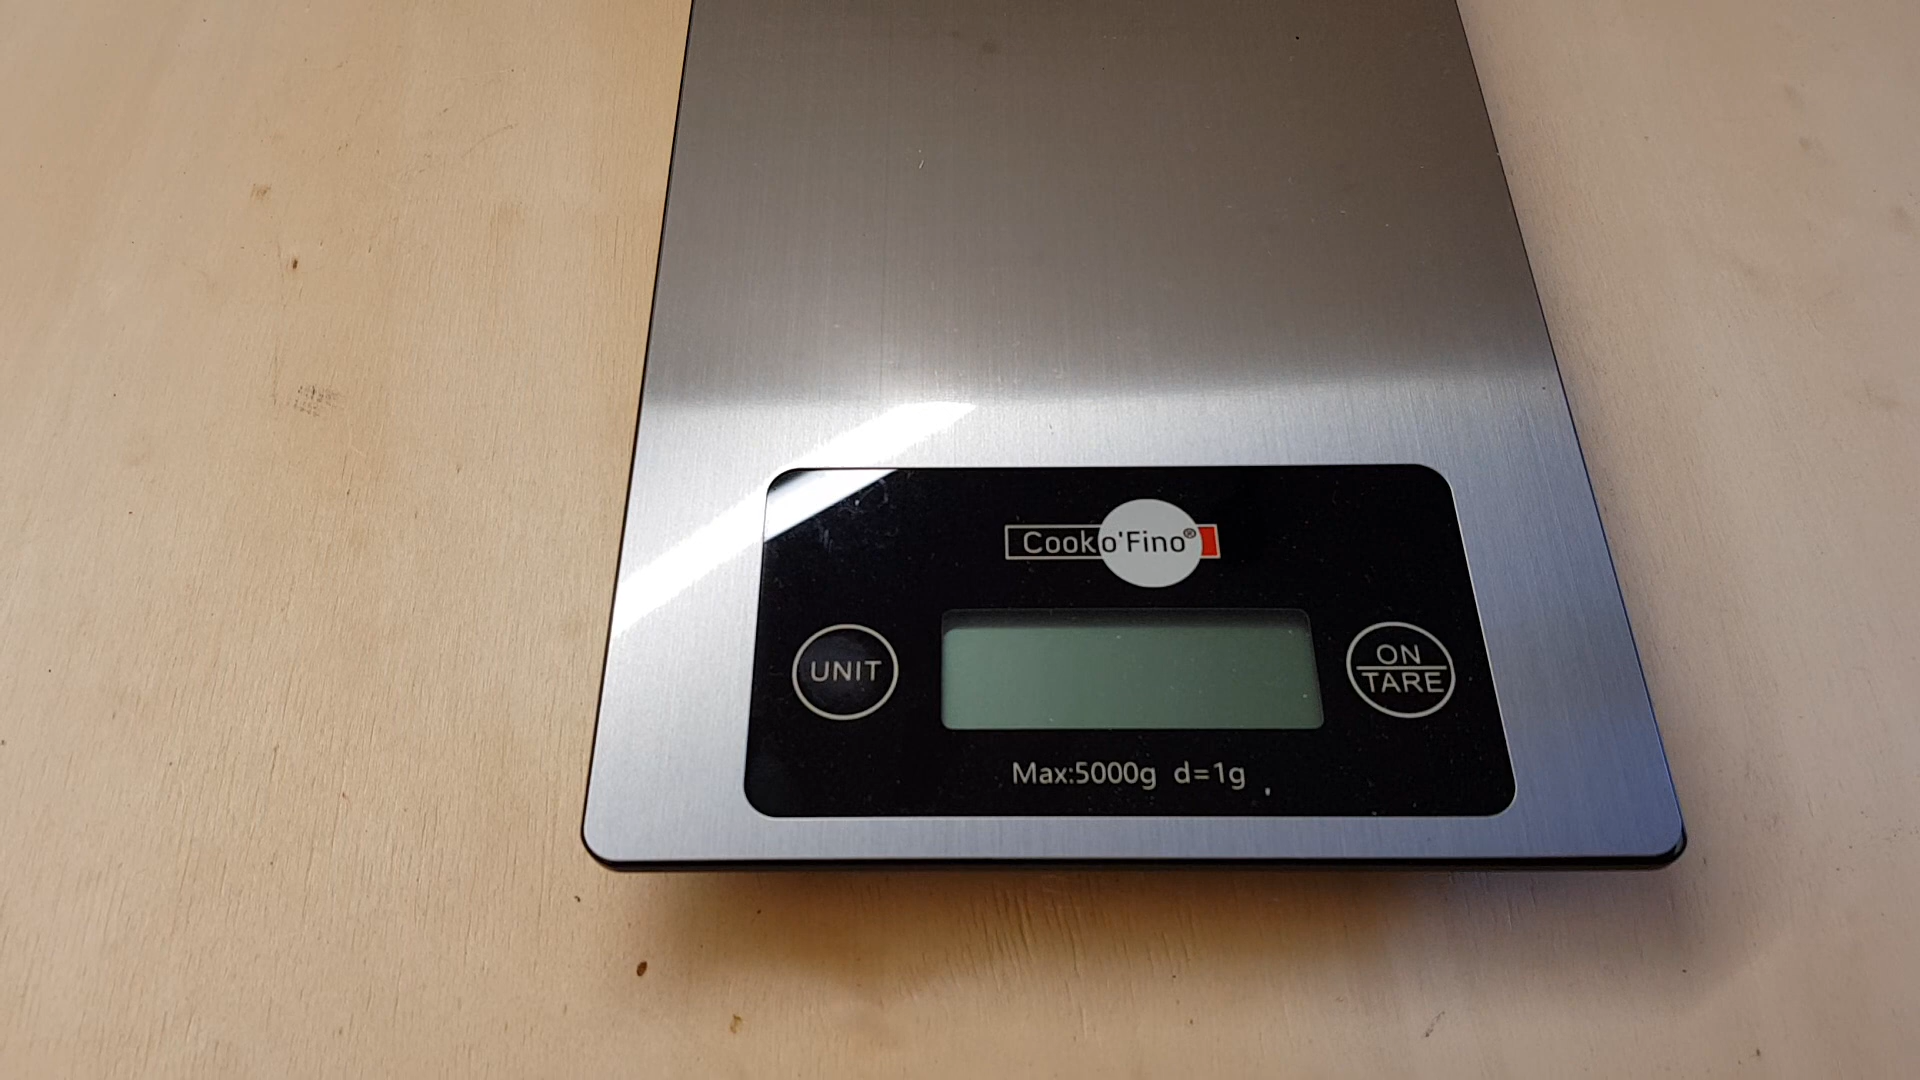 Cook o'Fino®
UNIT
ON
TARE
Max:5000g d=1g